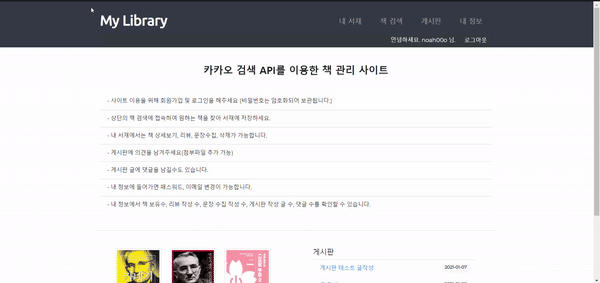 My Library
내 서재
책 검색
게시판
내 정보
안녕하세요. noah00o 님.
로그아웃
카카오 검색 API를 이용한 책 관리 사이트
- 사이트 이용을 위해 회원가입 및 로그인을 해주세요 [비밀번호는 암호화되어 보관됩니다.]
- 상단의 책 검색에 접속하여 원하는 책을 찾아 서재에 저장하세요.
- 내 서재에서는 책 상세보기, 리뷰, 문장수집, 삭제가 가능합니다.
- 게시판에 의견을 남겨주세요(첨부파일 추가 가능)
- 게시판 글에 댓글을 남길수도 있습니다.
- 내 정보에 들어가면 패스워드, 이메일 변경이 가능합니다.
- 내 정보에서 책 보유수, 리뷰 작성 수, 문장 수집 작성 수, 게시판 작성 글 수, 댓글 수를 확인할 수 있습니다.
게시판
게시판 테스트 글작성
2021-01-07